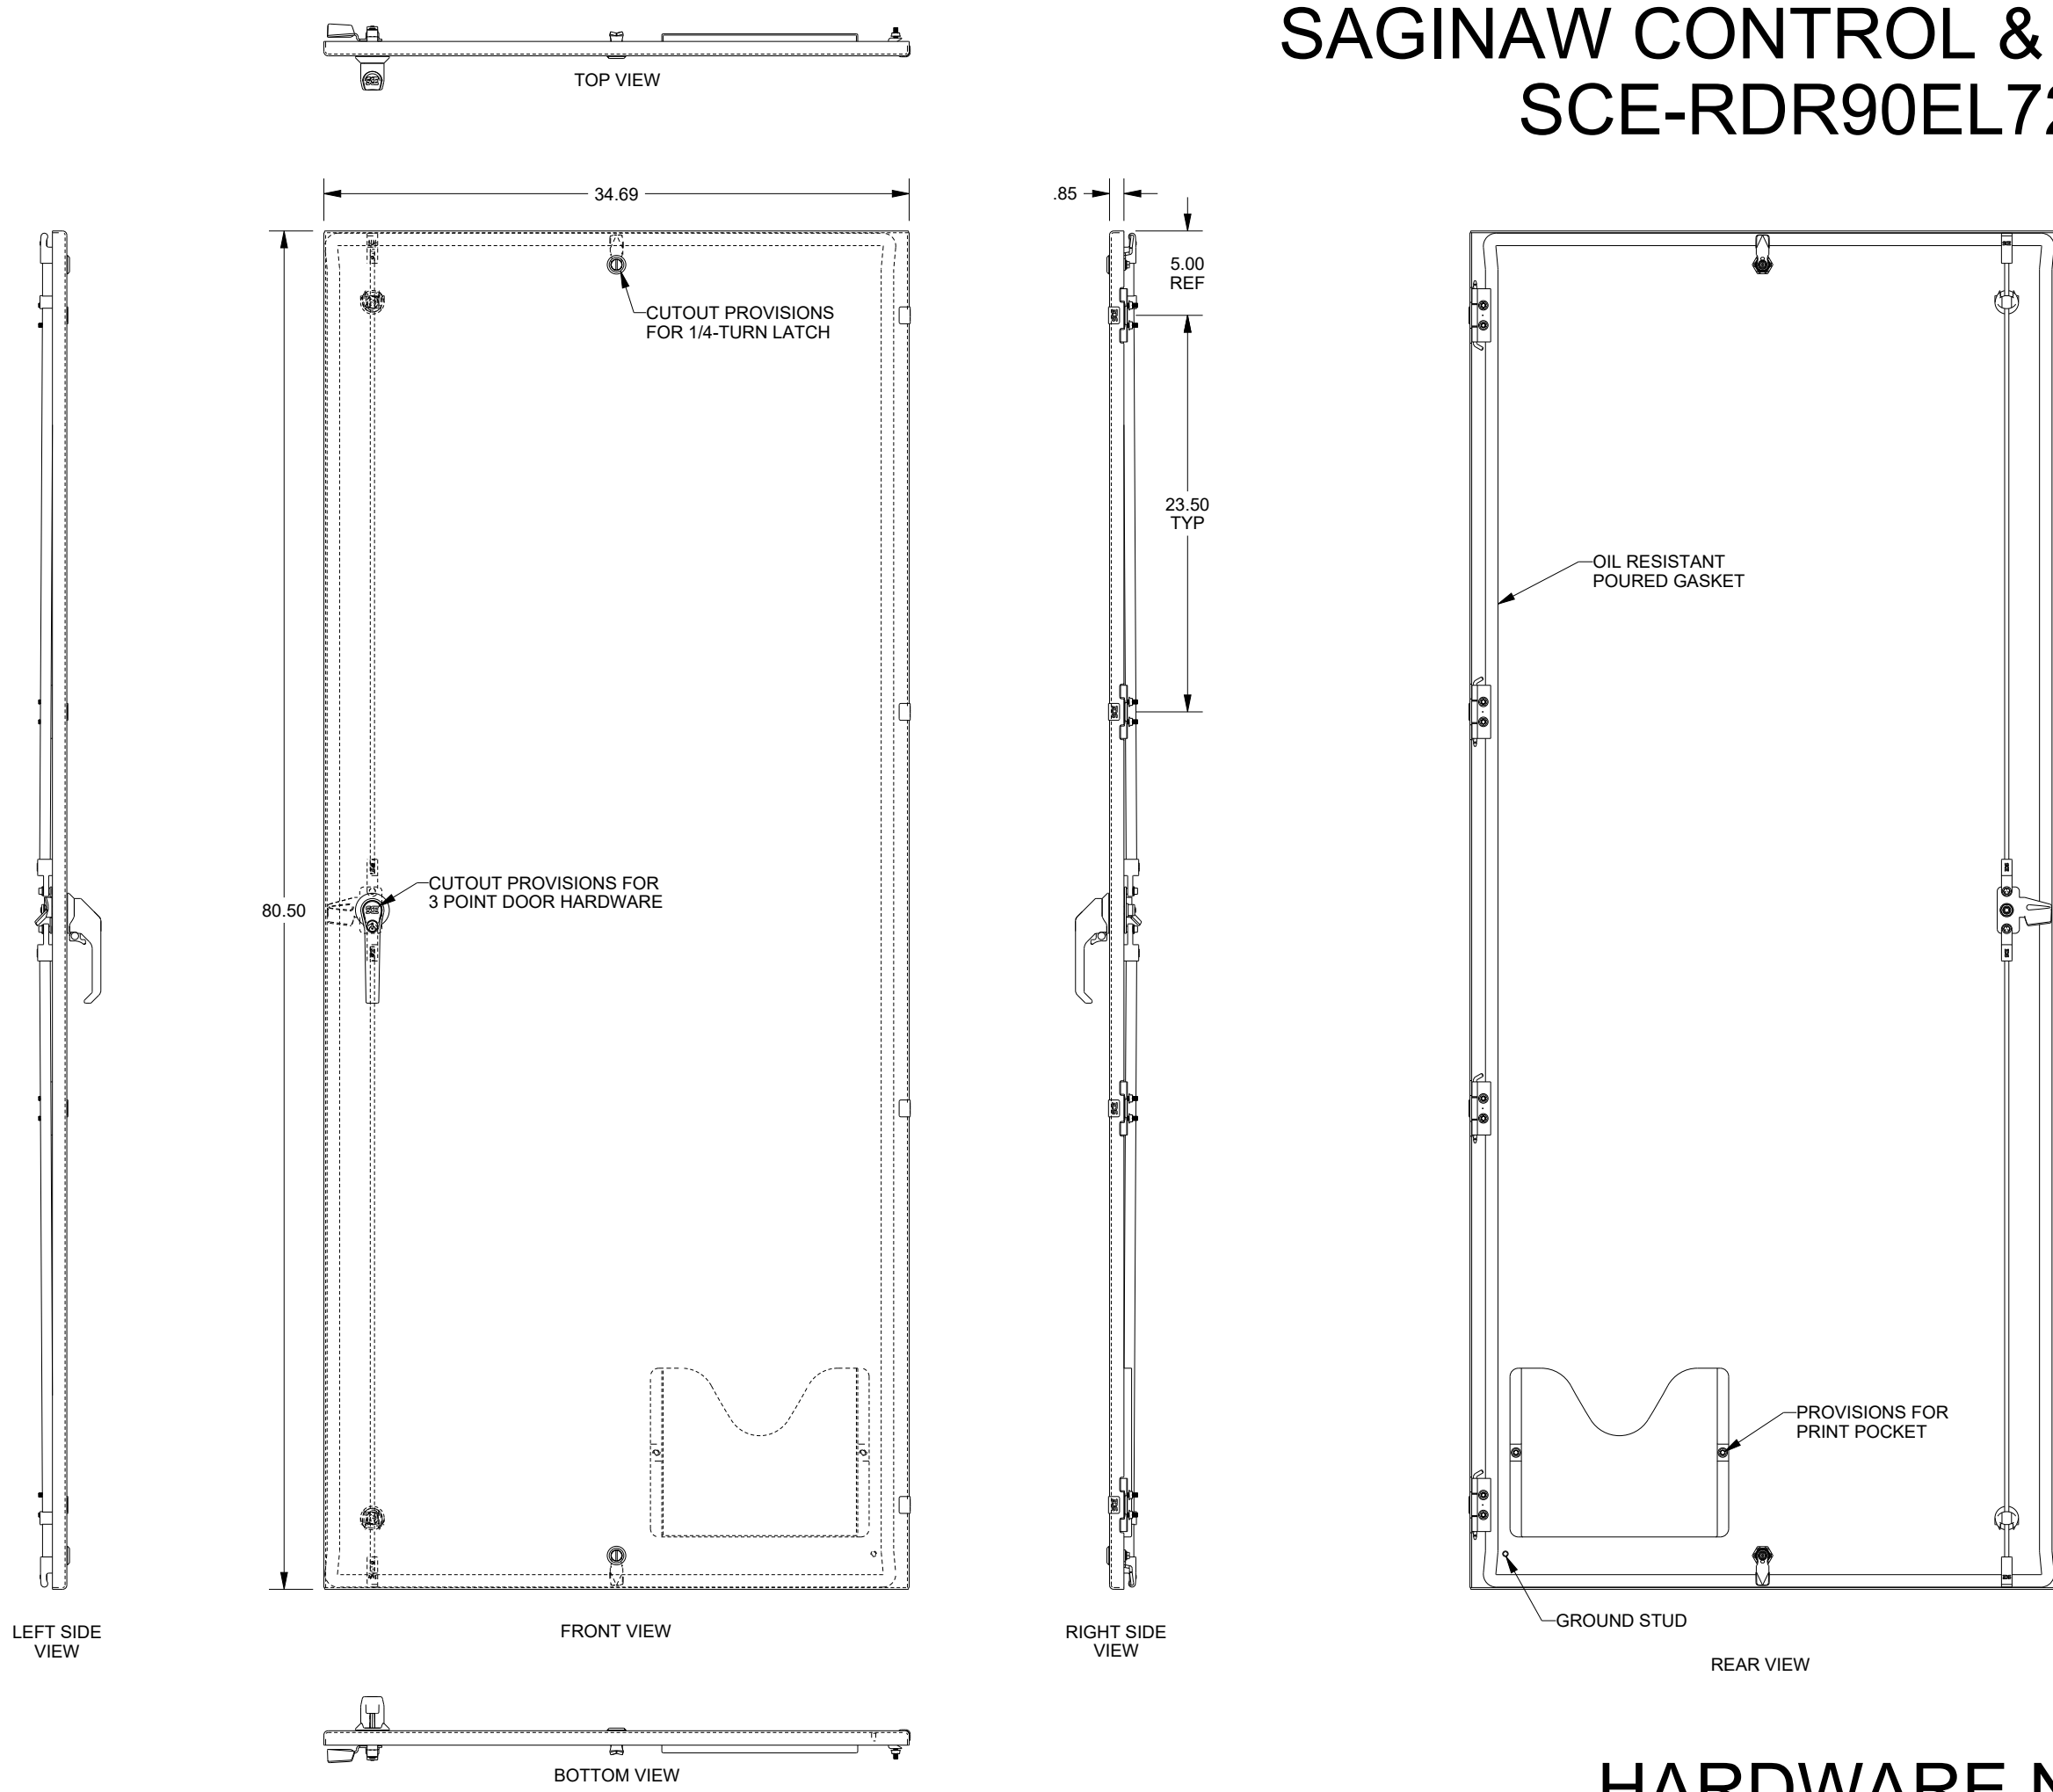 SAGINAW CONTROL &
SCE-RDR90EL72
TOP VIEW
34.69
.85
5.00
REF
CUTOUT PROVISIONS
FOR 1/4-TURN LATCH
23.50
TYP
OIL RESISTANT
POURED GASKET
CUTOUT PROVISIONS FOR
3 POINT DOOR HARDWARE
80.50
PROVISIONS FOR
PRINT POCKET
GROUND STUD
LEFT SIDE
VIEW
FRONT VIEW
RIGHT SIDE
VIEW
REAR VIEW
BOTTOM VIEW
HARDWARE